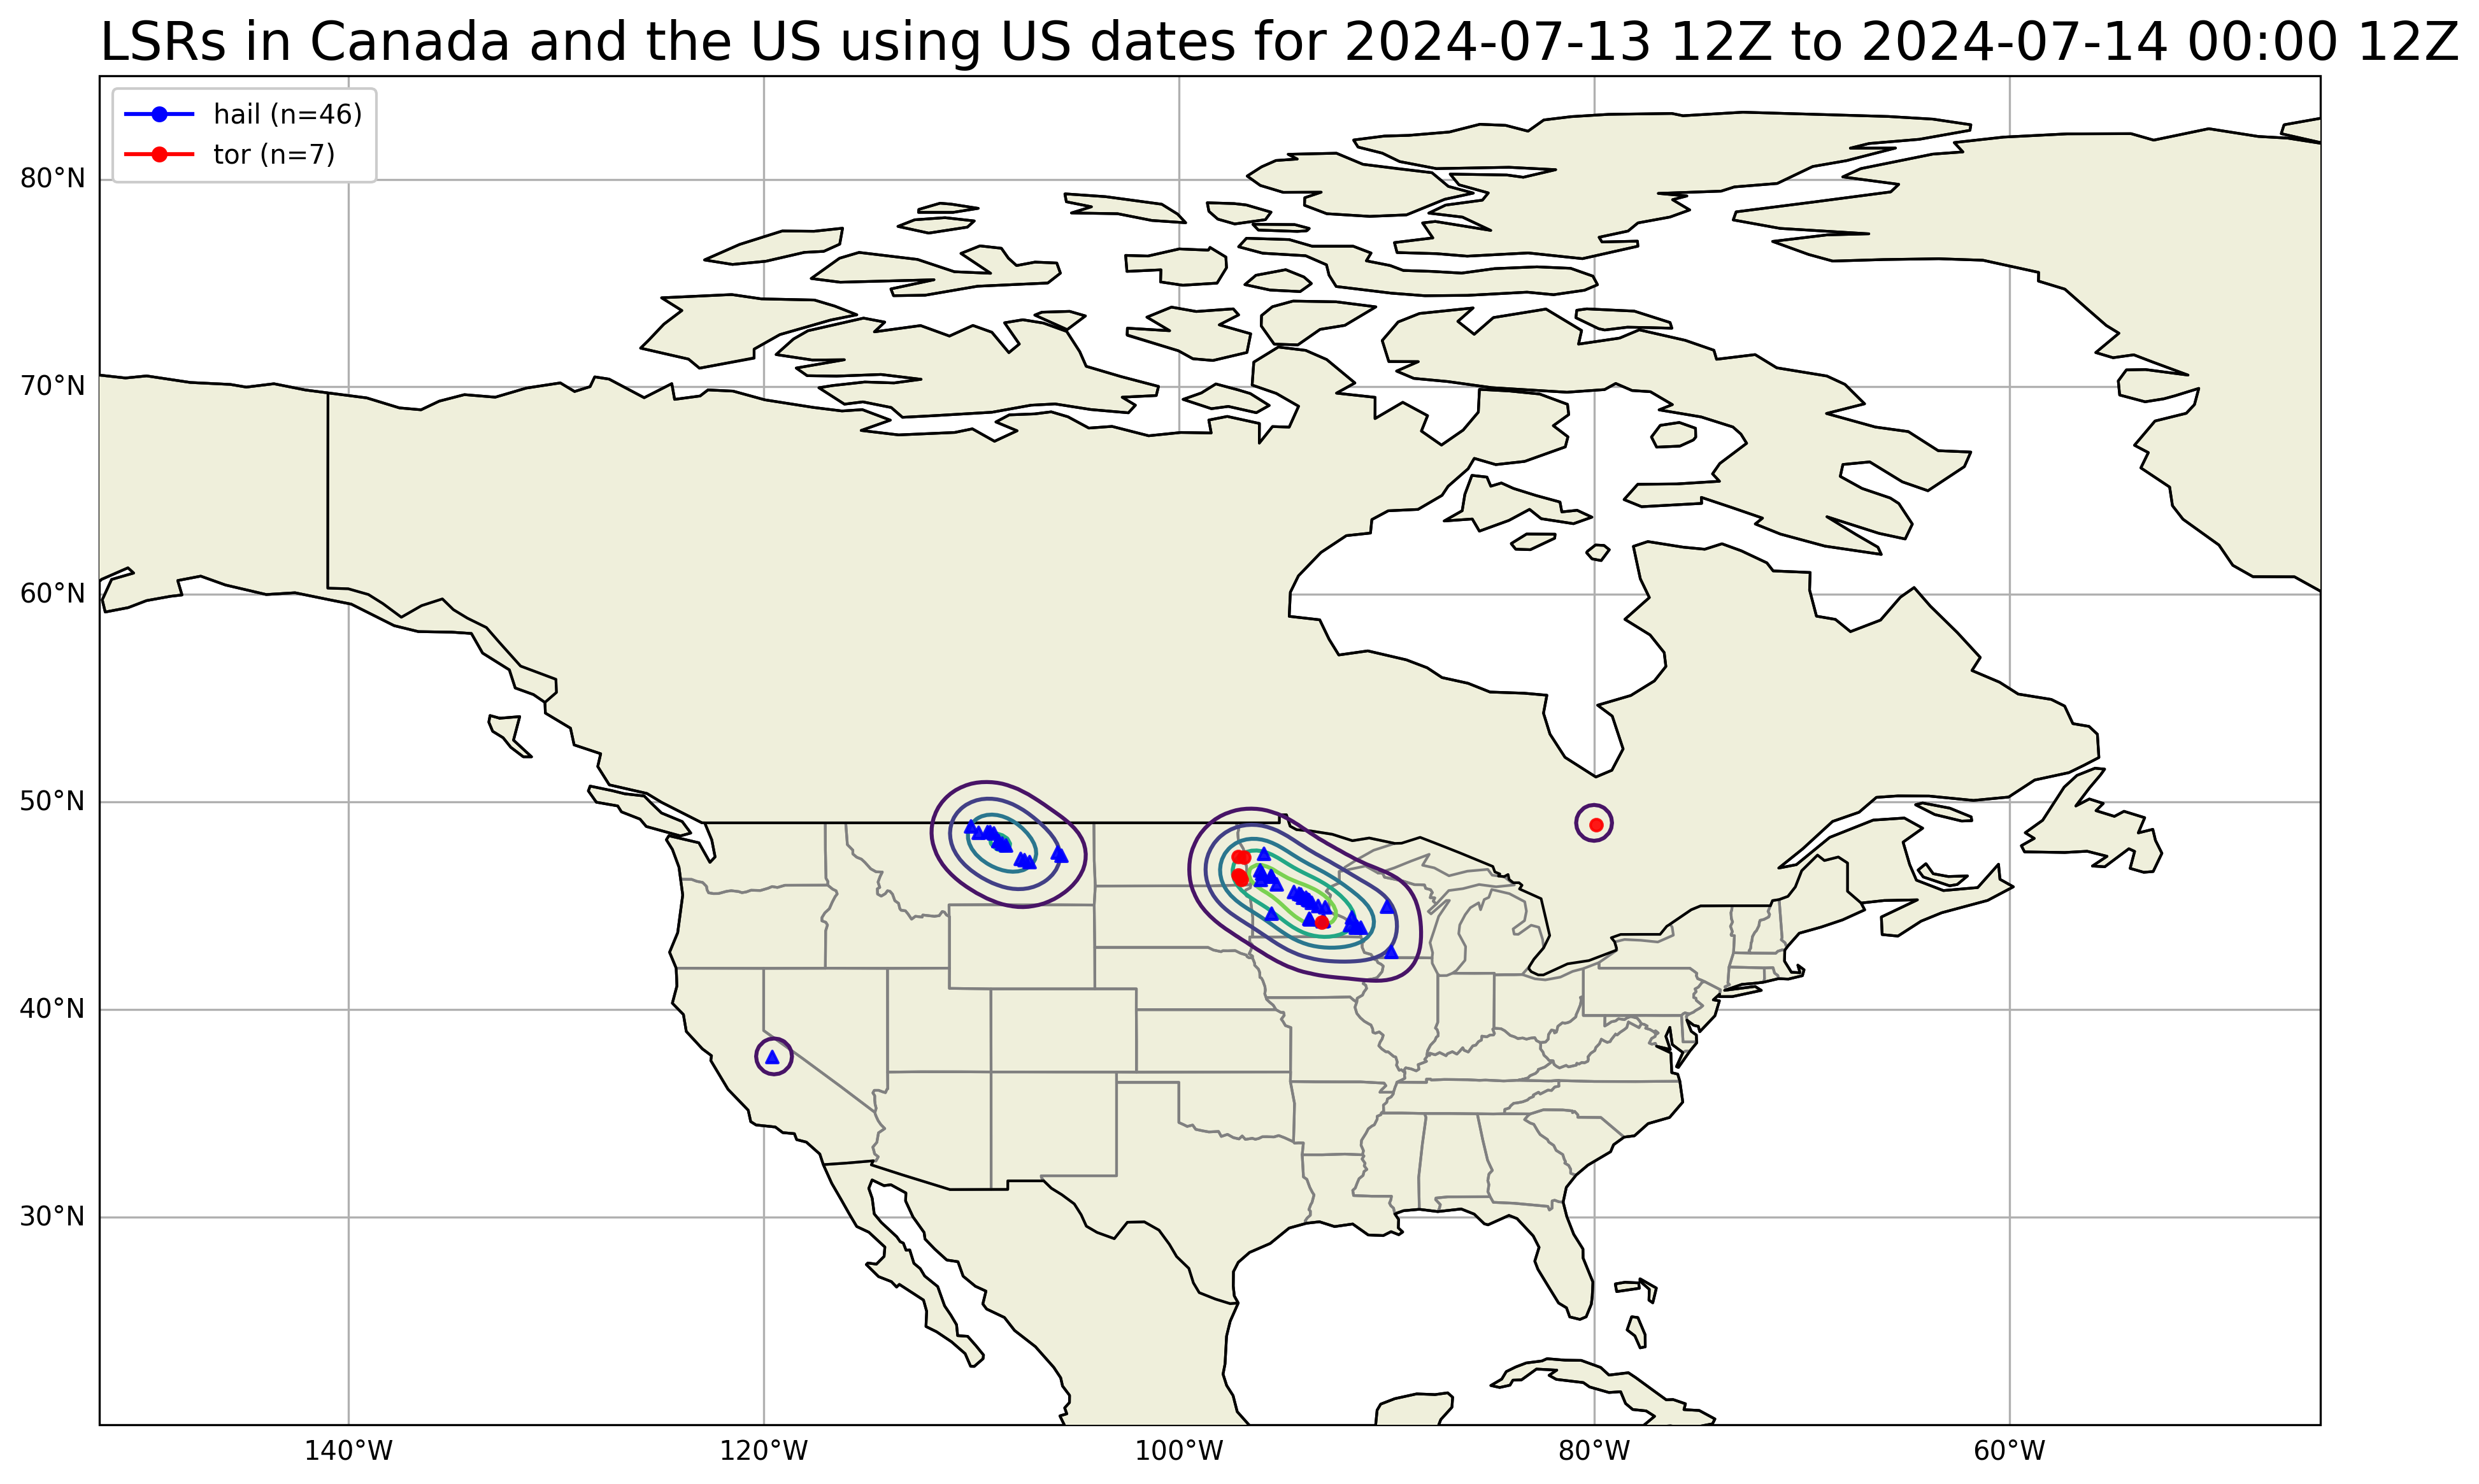 LSRs in Canada and the US using US dates for 2024-07-13 12Z to 2024-07-14 00:00 12Z
hail (n=46)
tor (n=7)
80°N
70°N
60°N
50°N
40°N
30°N
140°W
120°W
100°W
80°W
60°W